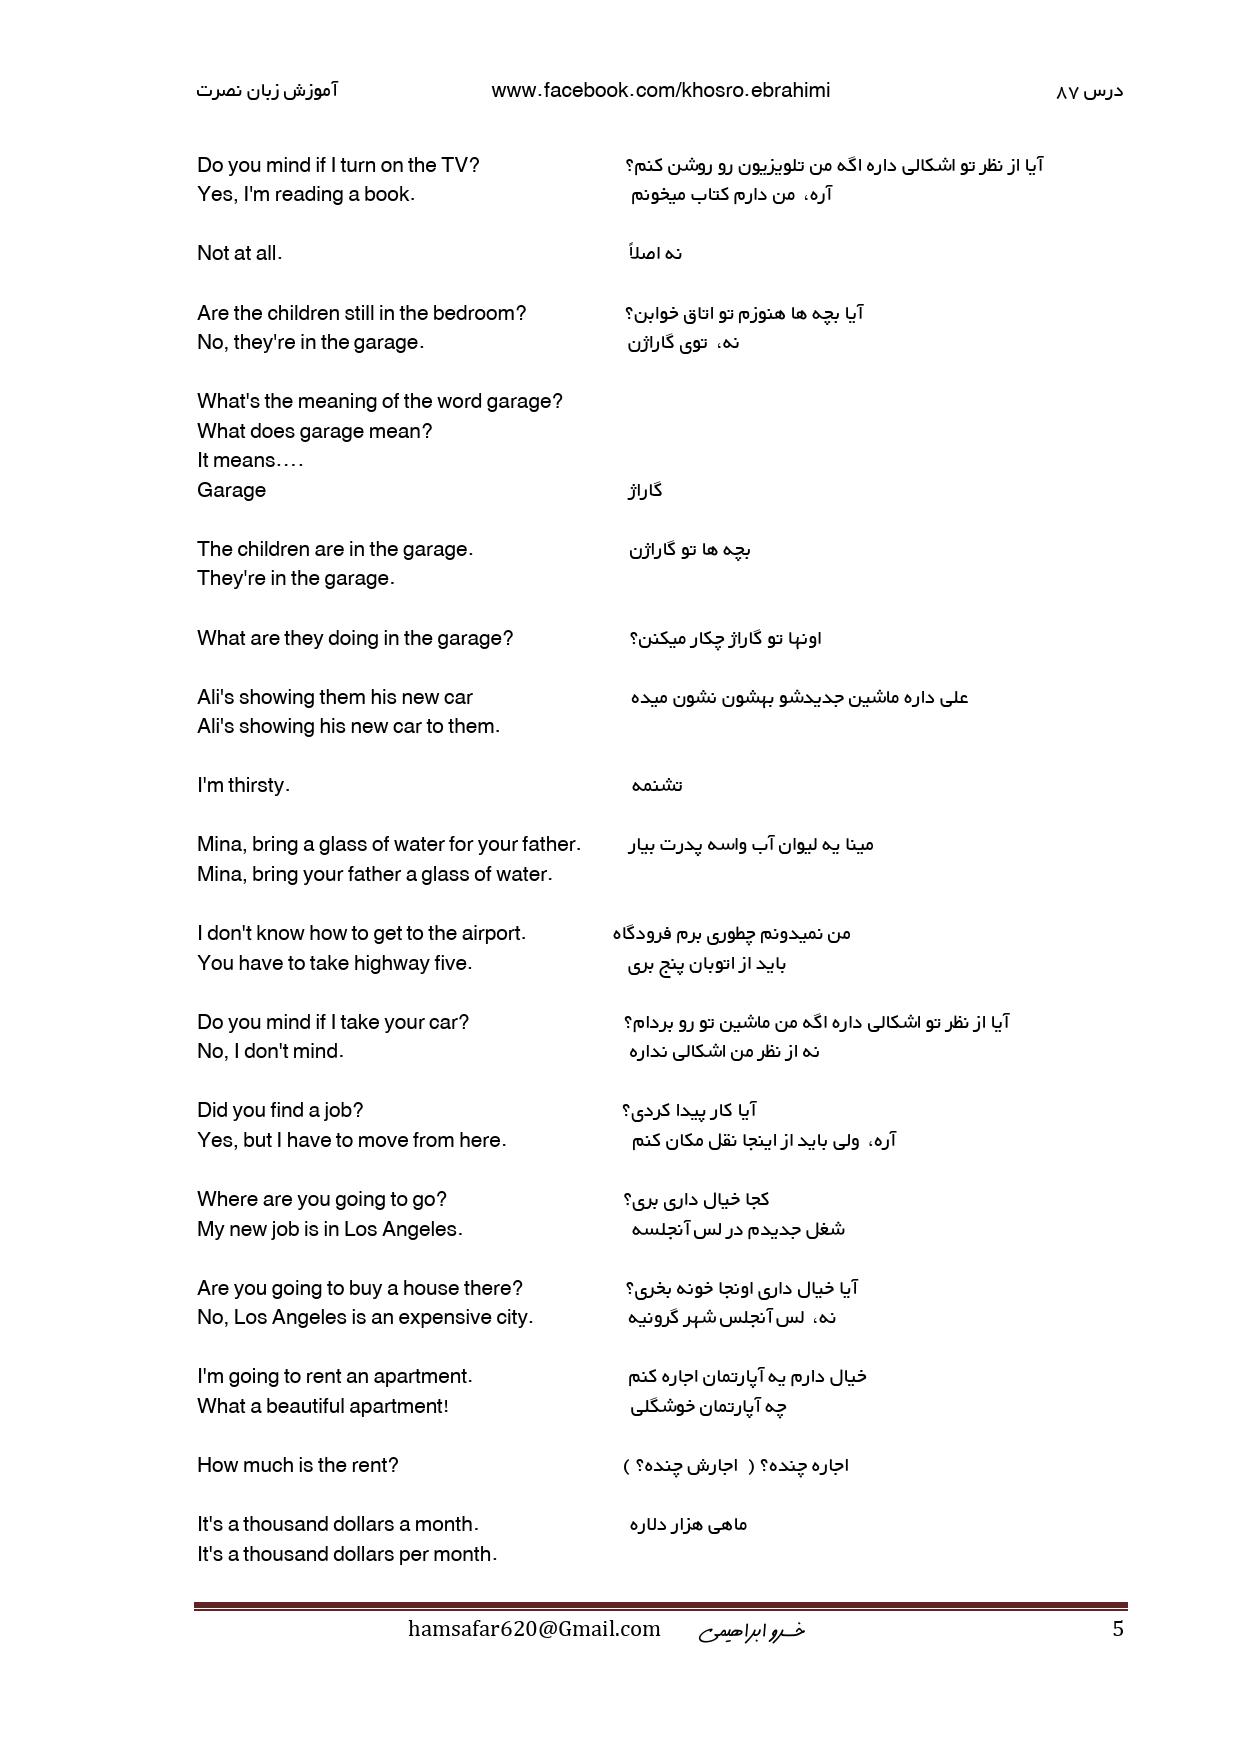 آموزش زبان نصرت www.facebook.com/khosro.ebrahimi درس ۸۷
Do you mind if I turn on the TV? آیا از نظر تو اشکالی داره اگه من تلویزیون رو روشن کنم؟
Yes, I'm reading a book. آره، من دارم کتاب میخونم
Not at all. نه اصلاً
Are the children still in the bedroom? آیا بچه ها هنوزم تو اتاق خوابن؟
No, they're in the garage. نه، توی گاراژن
What's the meaning of the word garage?
What does garage mean?
It means....
Garage گاراژ
The children are in the garage. بچه ها تو گاراژن
They're in the garage.
What are they doing in the garage? اونها تو گاراژ چکار میکنن؟
Ali's showing them his new car علی داره ماشین جدیدشو بهشون نشون میده
Ali's showing his new car to them.
I'm thirsty. تشنمه
Mina, bring a glass of water for your father. مینا یه لیوان آب واسه پدرت بیار
Mina, bring your father a glass of water.
I don't know how to get to the airport. من نمیدونم چطوری برم فرودگاه
You have to take highway five. باید از اتوبان پنج بری
Do you mind if I take your car? آیا از نظر تو اشکالی داره اگه من ماشین تو رو بردام؟
No, I don't mind. نه از نظر من اشکالی نداره
Did you find a job? آیا کار پیدا کردی؟
Yes, but I have to move from here. آره، ولی باید از اینجا نقل مکان کنم
Where are you going to go? کجا خیال داری بری؟
My new job is in Los Angeles. شغل جدیدم در لس آنجلسه
Are you going to buy a house there? آیا خیال داری اونجا خونه بخری؟
No, Los Angeles is an expensive city. نه، لس آنجلس شهر گرونیه
I'm going to rent an apartment. خیال دارم یه آپارتمان اجاره کنم
What a beautiful apartment! چه آپارتمان خوشگلی
How much is the rent? اجاره چنده؟ ( اجارش چنده؟ )
It's a thousand dollars a month. ماهی هزار دلاره
It's a thousand dollars per month.
hamsafar620@Gmail.com خسرو ابراهیمی 5